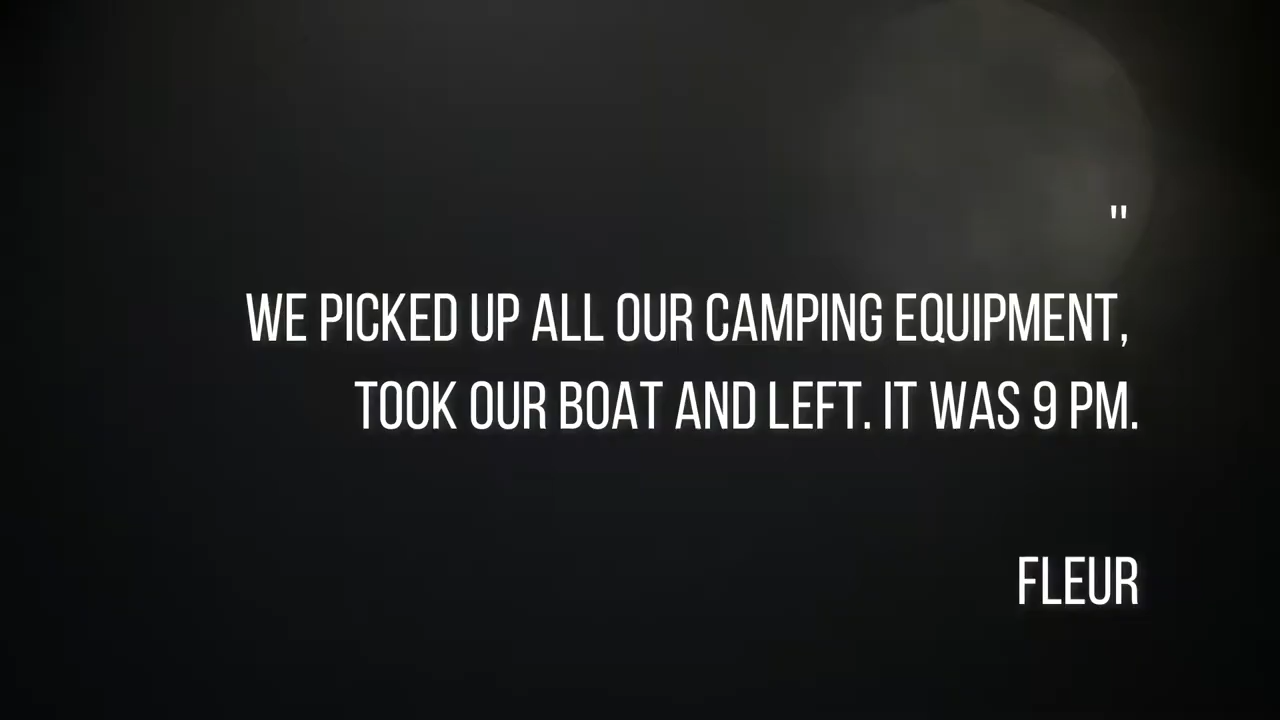 "
WE PICKED UP ALL OUR CAMPING EQUIPMENT,
TOOK OUR BOAT AND LEFT. IT WAS 9 PM.
FLEUR